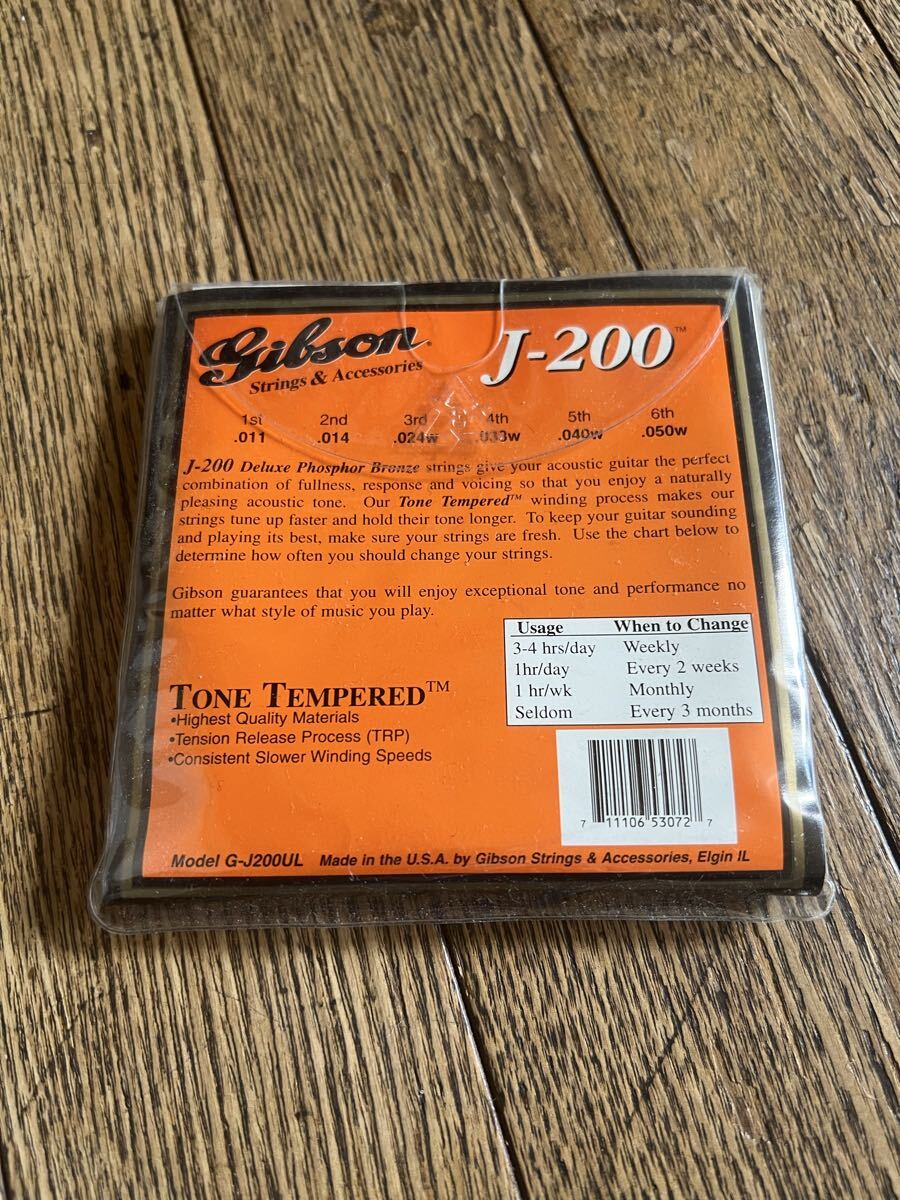 Gibson
Strings & Accessories
J-200™
1st 2nd 3rd 4th 5th 6th
.011 .014 .024w .033w .040w .050w
J-200 Deluxe Phosphor Bronze strings give your acoustic guitar the perfect
combination of fullness, response and voicing so that you enjoy a naturally
pleasing acoustic tone. Our Tone Tempered™ winding process makes our
strings tune up faster and hold their tone longer. To keep your guitar sounding
and playing its best, make sure your strings are fresh. Use the chart below to
determine how often you should change your strings.
Gibson guarantees that you will enjoy exceptional tone and performance no
matter what style of music you play.
Usage When to Change
3-4 hrs/day Weekly
1hr/day Every 2 weeks
1 hr/wk Monthly
Seldom Every 3 months
TONE TEMPERED™
•Highest Quality Materials
•Tension Release Process (TRP)
•Consistent Slower Winding Speeds
7 11106 53072 7
Model G-J200UL Made in the U.S.A. by Gibson Strings & Accessories, Elgin IL